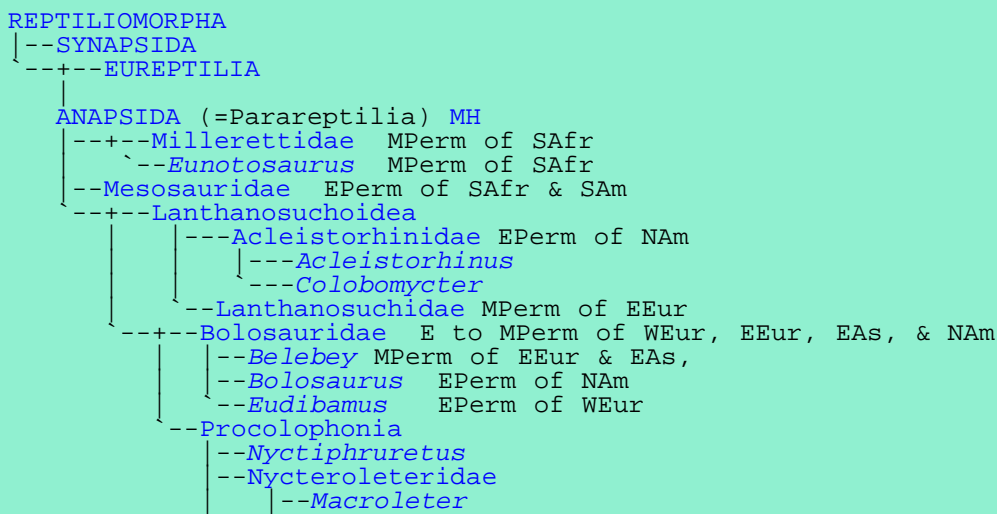 REPTILIOMORPHA
|--SYNAPSIDA
`--+--EUREPTILIA
   |
   ANAPSIDA (=Parareptilia) MH
   |--+--Millerettidae  MPerm of SAfr
   |  `--Eunotosaurus  MPerm of SAfr
   |--Mesosauridae  EPerm of SAfr & SAm
   `--+--Lanthanosuchoidea
      |   |---Acleistorhinidae EPerm of NAm
      |   |   |---Acleistorhinus
      |   |   `---Colobomycter
      |   `--Lanthanosuchidae MPerm of EEur
      `--+--Bolosauridae  E to MPerm of WEur, EEur, EAs, & NAm
         |  |--Belebey MPerm of EEur & EAs,
         |  |--Bolosaurus  EPerm of NAm
         |  `--Eudibamus   EPerm of WEur
         `--Procolophonia
            |--Nyctiphruretus
            |--Nycteroleteridae
            |   |--Macroleter